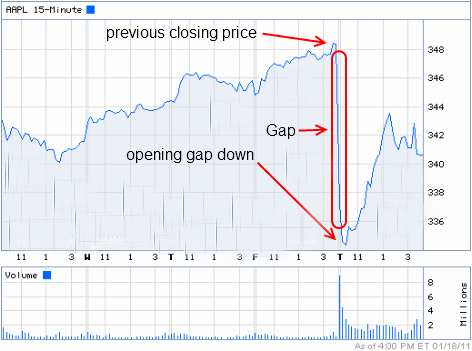 AAPL 15-Minute
previous closing price
348
346
344
Gap
342
opening gap down
340
338
336
11 1 3 W 11 1 3 T 11 1 3 F 11 1 3 T 11 1 3
Volume
8
6
4
2
Millions
As of 4:00 PM ET 01/18/11